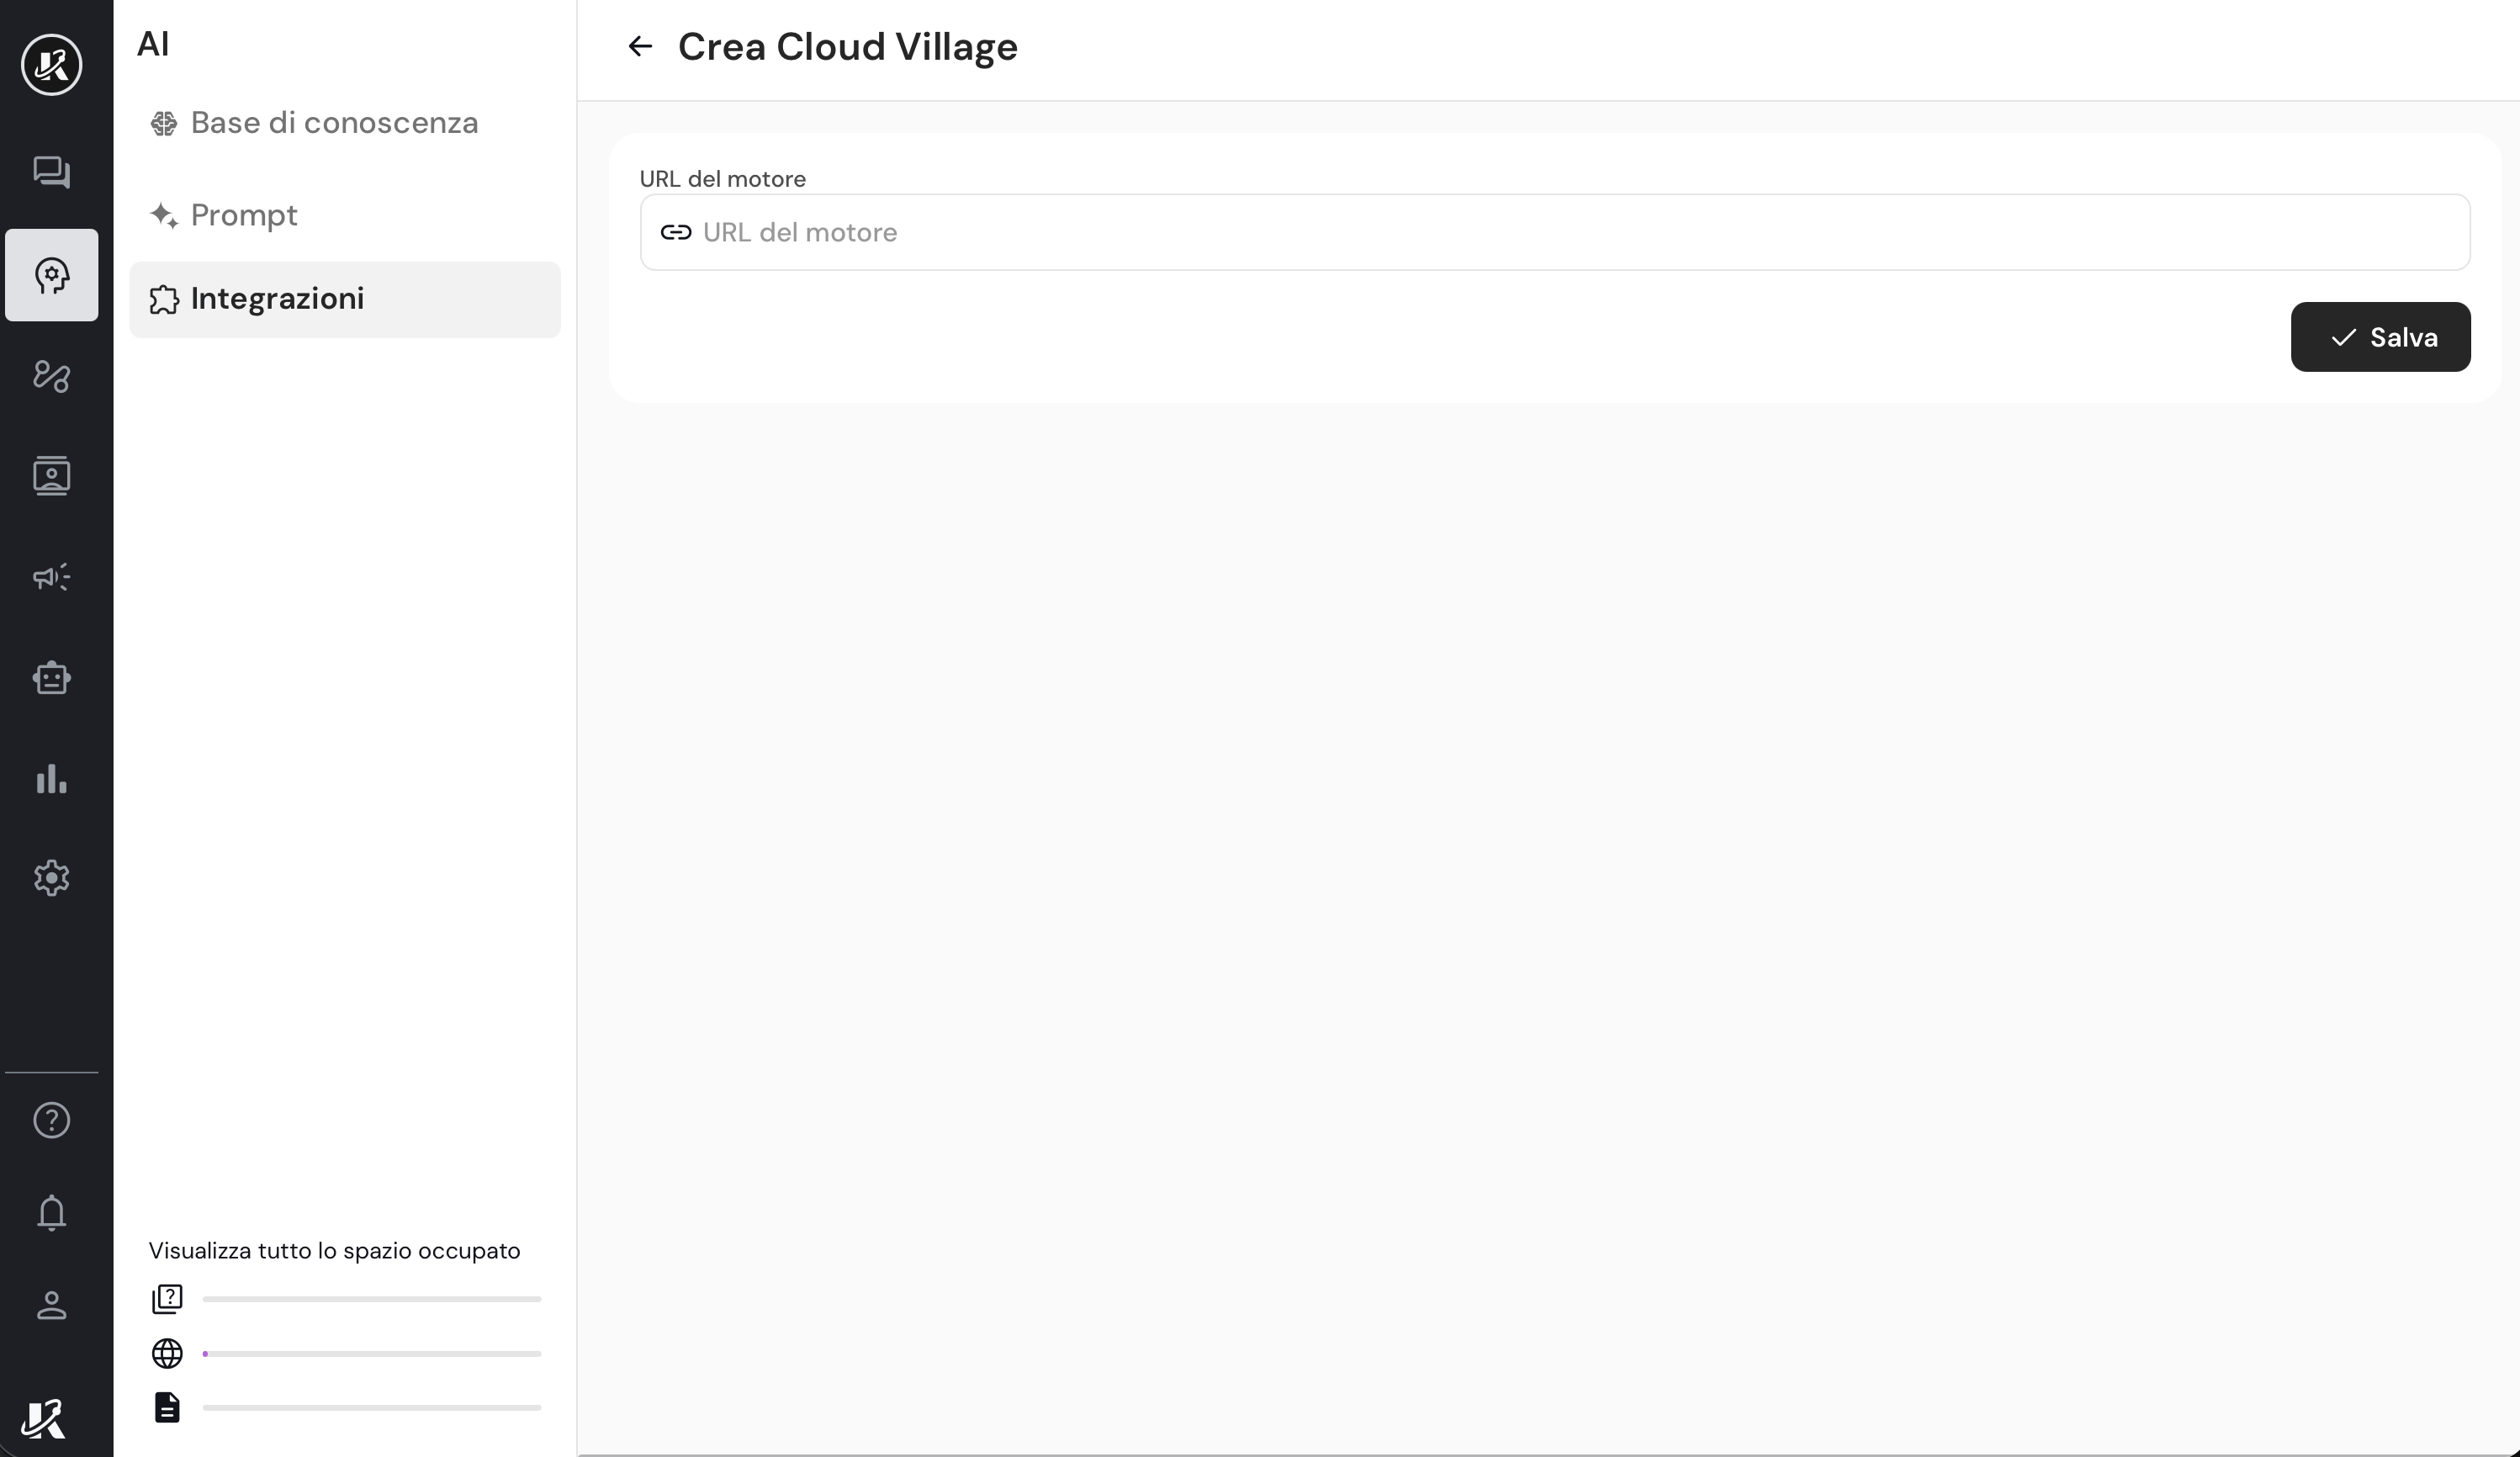 AI
Base di conoscenza
Prompt
Integrazioni
Visualizza tutto lo spazio occupato
Crea Cloud Village
URL del motore
URL del motore
Salva